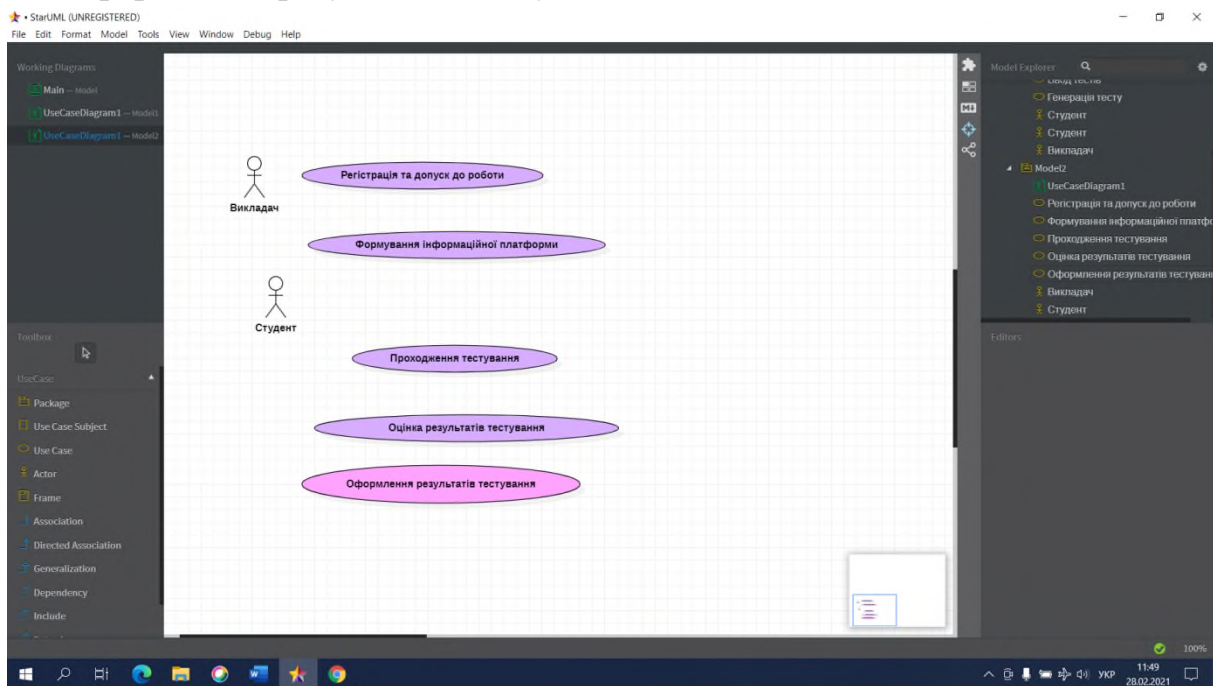 StarUML (UNREGISTERED)
File Edit Format Model Tools View Window Debug Help
Working Diagrams
Main — Model
UseCaseDiagram1 — Model1
UseCaseDiagram1 — Model2
Викладач
Регістрація та допуск до роботи
Формування інформаційної платформи
Студент
Проходження тестування
Оцінка результатів тестування
Оформлення результатів тестування
Toolbox
UseCase
Package
Use Case Subject
Use Case
Actor
Frame
Association
Directed Association
Generalization
Dependency
Include
Model Explorer
Генерація тесту
Студент
Студент
Викладач
Model2
UseCaseDiagram1
Регістрація та допуск до роботи
Формування інформаційної платфо
Проходження тестування
Оцінка результатів тестування
Оформлення результатів тестуван
Викладач
Студент
Editors
100%
УКР
11:49
28.02.2021